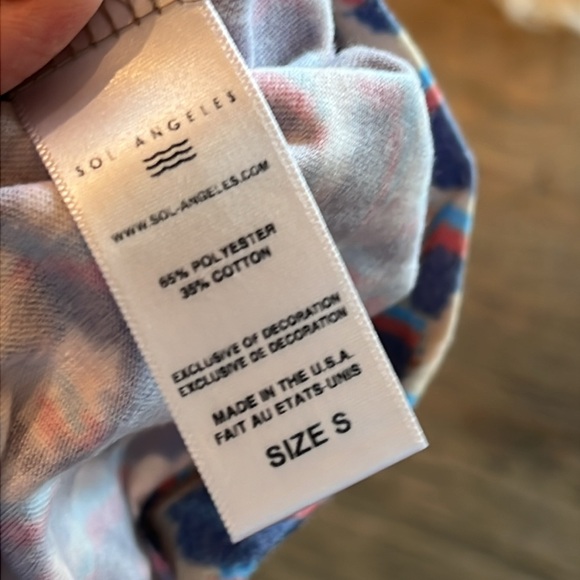 SOL ANGELES
WWW.SOL-ANGELES.COM
65% POLYESTER
35% COTTON
EXCLUSIVE OF DECORATION
EXCLUSIVE DE DECORATION
MADE IN THE U.S.A.
FAIT AU ETATS-UNIS
SIZE S